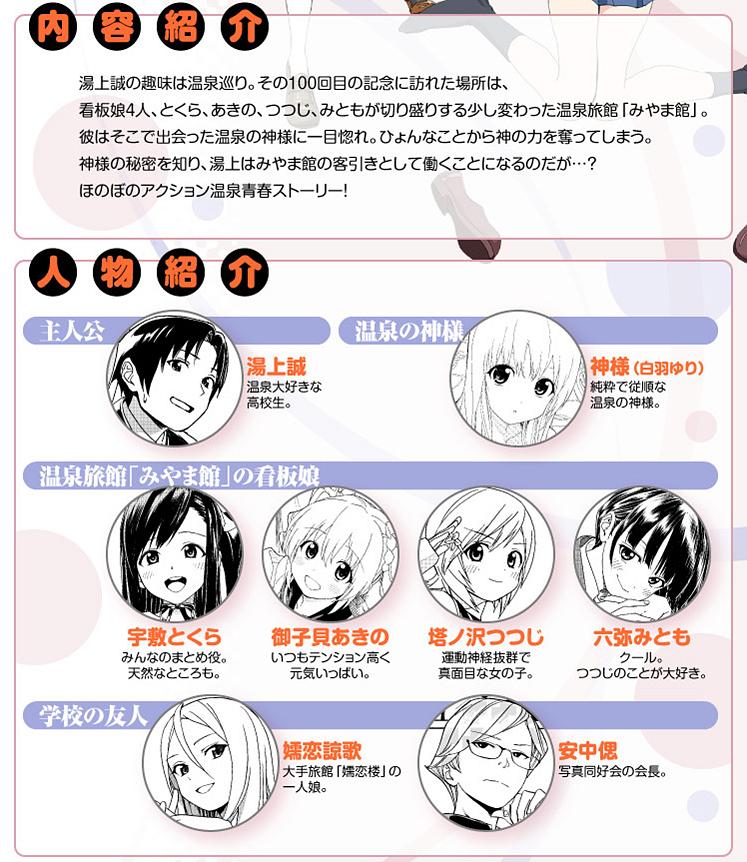 内容紹介
湯上誠の趣味は温泉巡り。その100回目の記念に訪れた場所は、
看板娘4人、とくら、あきの、つつじ、みともが切り盛りする少し変わった温泉旅館「みやま館」。
彼はそこで出会った温泉の神様に一目惚れ。ひょんなことから神の力を奪ってしまう。
神様の秘密を知り、湯上はみやま館の客引きとして働くことになるのだが…?
ほのぼのアクション温泉青春ストーリー!
人物紹介
主人公
湯上誠
温泉大好きな
高校生。
温泉の神様
神様(白羽ゆり)
純粋で従順な
温泉の神様。
温泉旅館「みやま館」の看板娘
宇敷とくら
みんなのまとめ役。
天然なところも。
御子貝あきの
いつもテンション高く
元気いっぱい。
塔ノ沢つつじ
運動神経抜群で
真面目な女の子。
六弥みとも
クール。
つつじのことが大好き。
学校の友人
嬬恋諒歌
大手旅館「嬬恋楼」の
一人娘。
安中偲
写真同好会の会長。